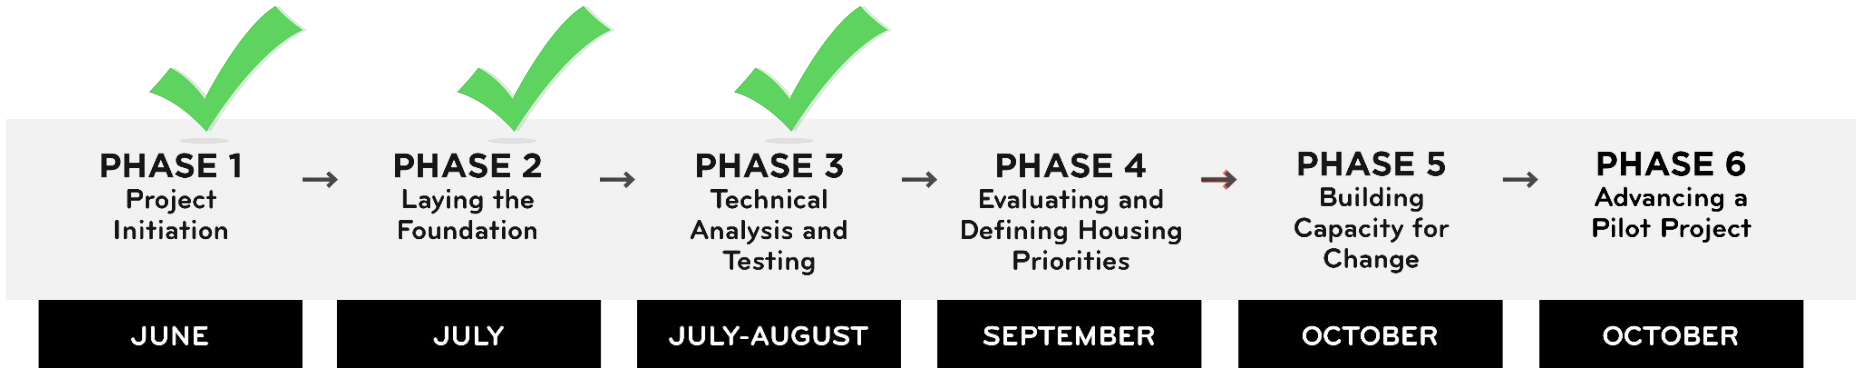 PHASE 1
Project
Initiation
JUNE
PHASE 2
Laying the
Foundation
JULY
PHASE 3
Technical
Analysis and
Testing
JULY-AUGUST
PHASE 4
Evaluating and
Defining Housing
Priorities
SEPTEMBER
PHASE 5
Building
Capacity for
Change
OCTOBER
PHASE 6
Advancing a
Pilot Project
OCTOBER